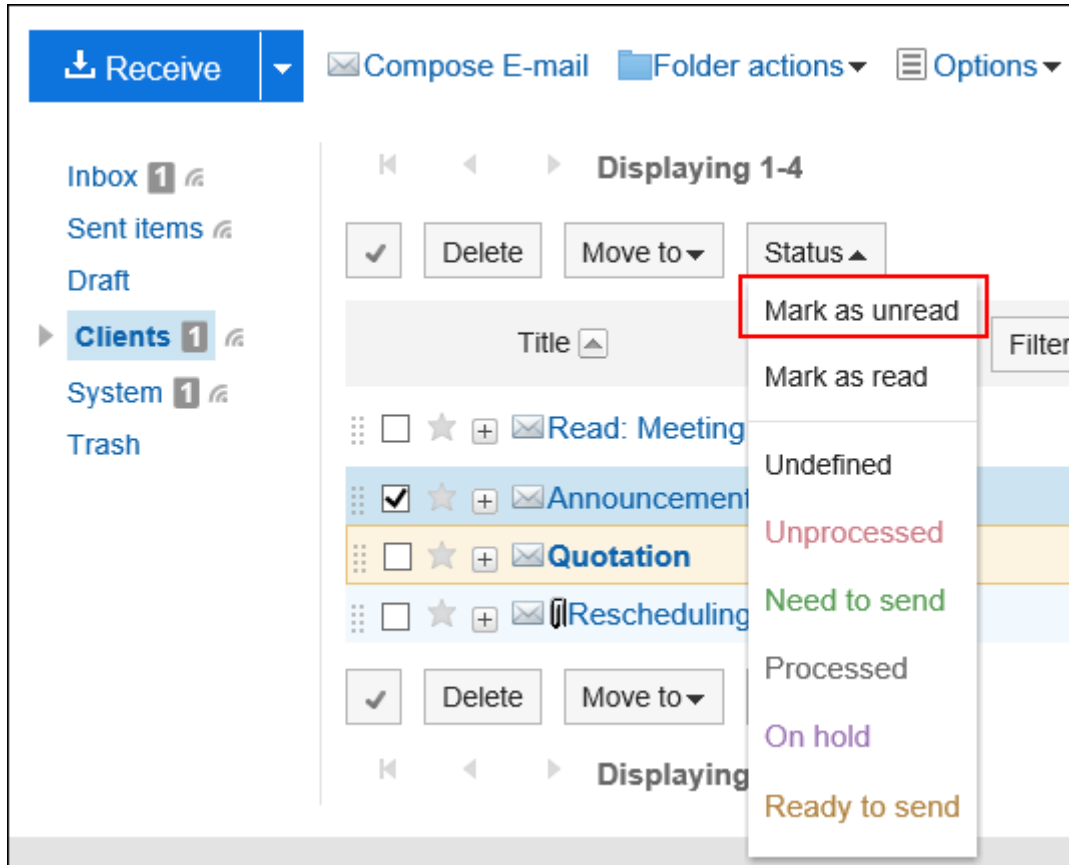 Receive Compose E-mail Folder actions Options
Inbox 1
Sent items
Draft
Clients 1
System 1
Trash
Displaying 1-4
Delete Move to Status
Title Filter
Read: Meeting
Announcement
Quotation
Rescheduling
Delete Move to
Displaying
Mark as unread
Mark as read
Undefined
Unprocessed
Need to send
Processed
On hold
Ready to send